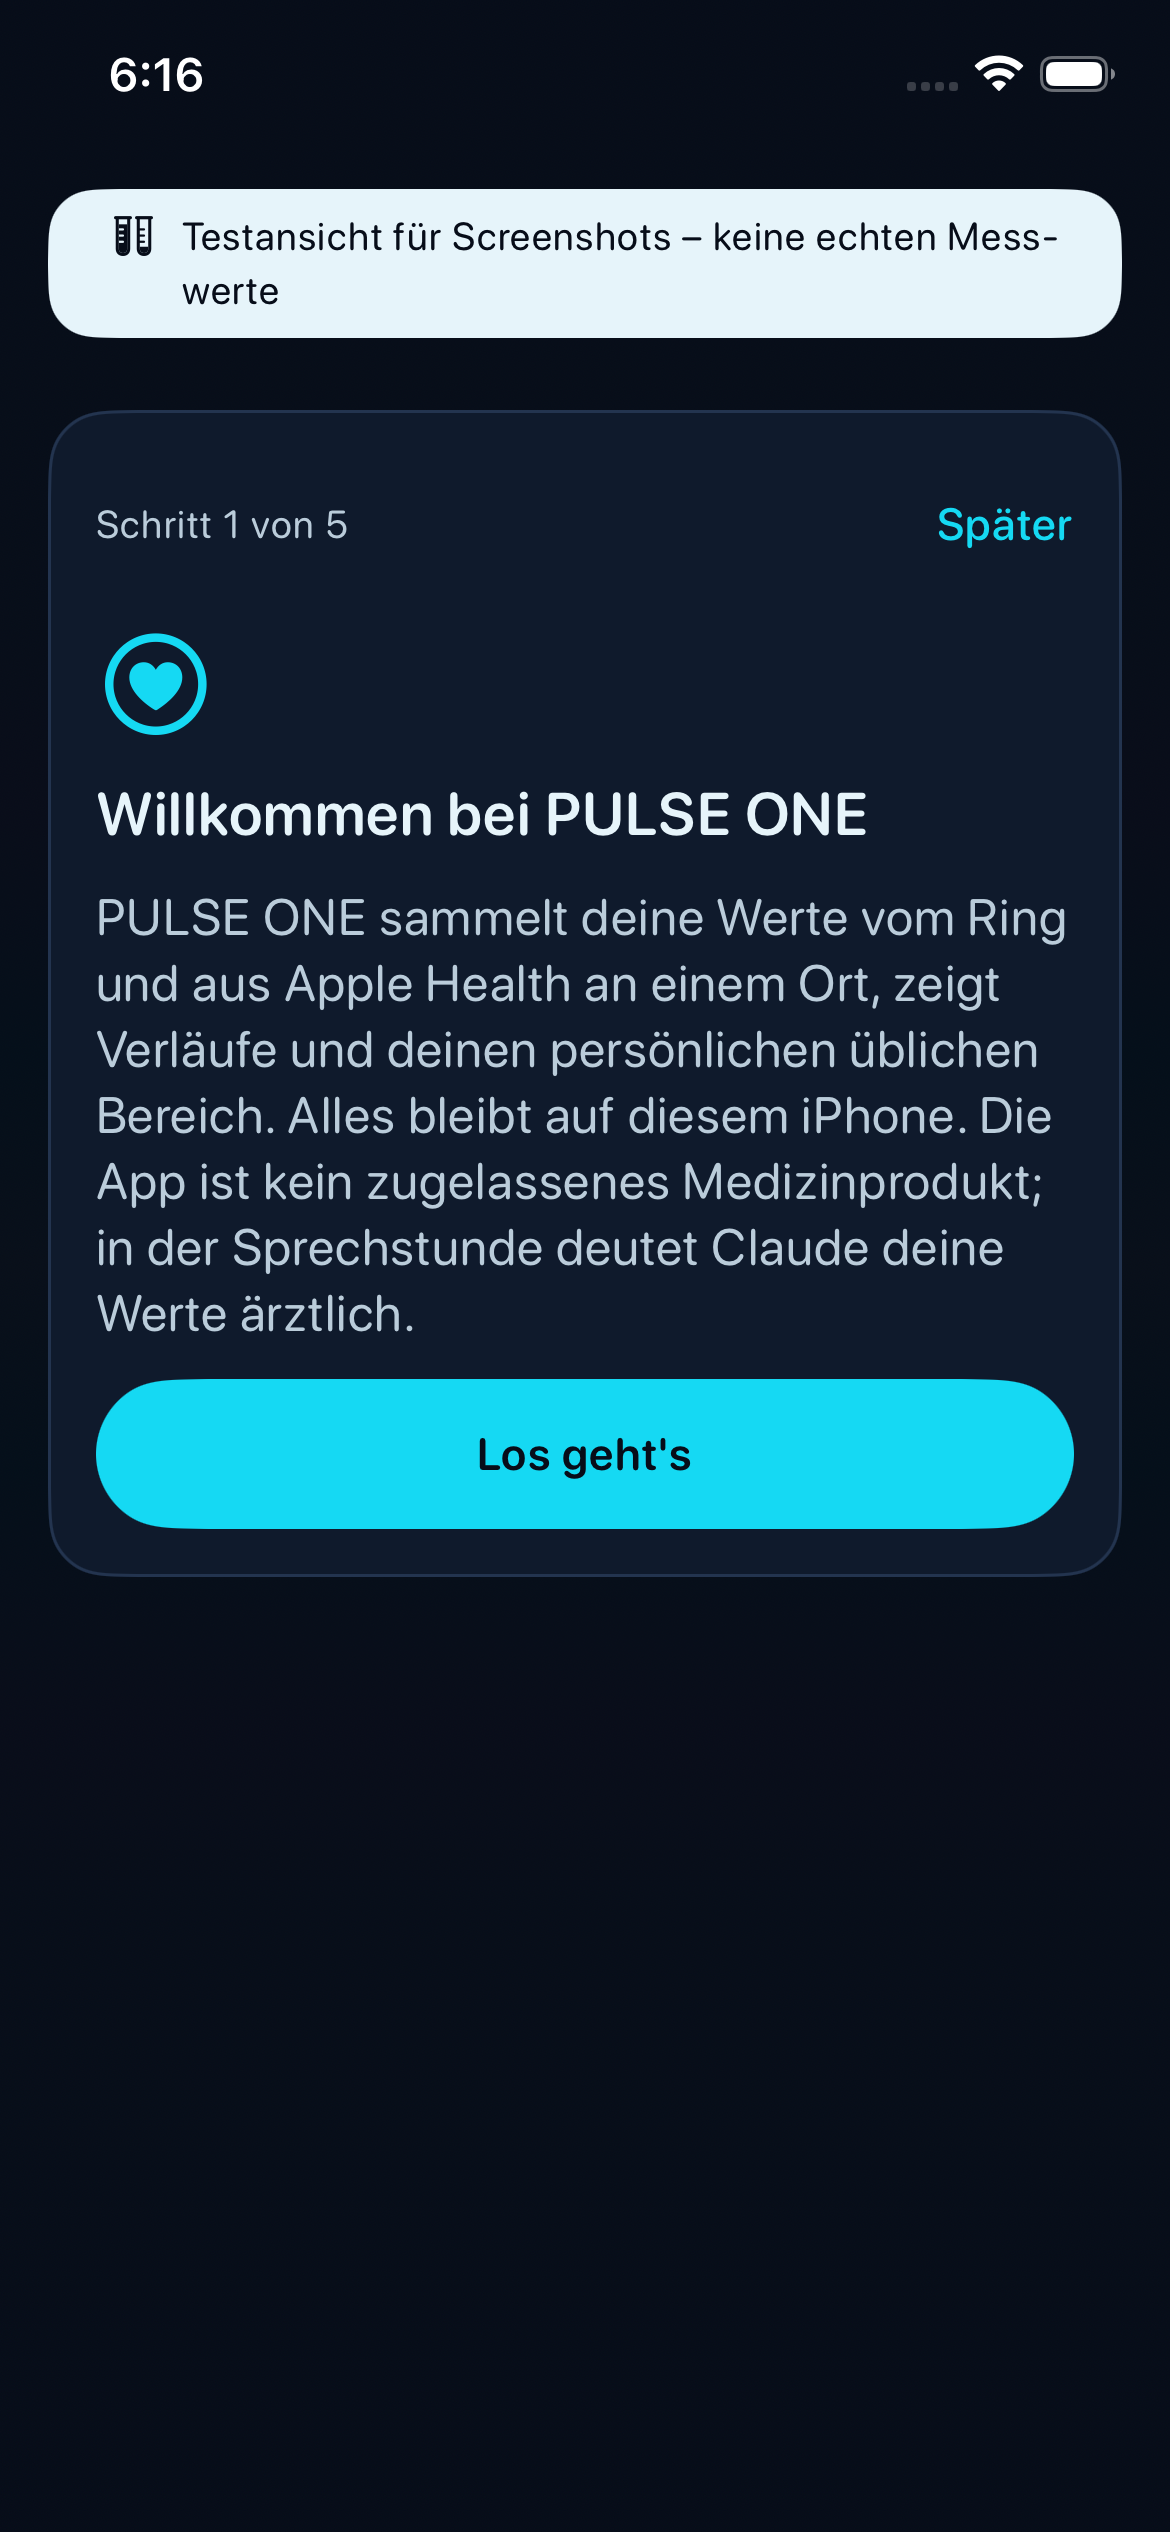 6:16
Testansicht für Screenshots – keine echten Mess-
werte
Schritt 1 von 5
Später
Willkommen bei PULSE ONE
PULSE ONE sammelt deine Werte vom Ring
und aus Apple Health an einem Ort, zeigt
Verläufe und deinen persönlichen üblichen
Bereich. Alles bleibt auf diesem iPhone. Die
App ist kein zugelassenes Medizinprodukt;
in der Sprechstunde deutet Claude deine
Werte ärztlich.
Los geht's